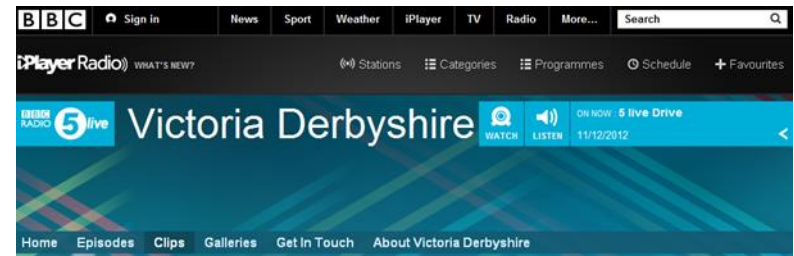 BBC Sign in News Sport Weather iPlayer TV Radio More... Search
iPlayer Radio WHAT'S NEW? Stations Categories Programmes Schedule + Favourites
BBC RADIO 5 live Victoria Derbyshire WATCH LISTEN ON NOW : 5 live Drive
11/12/2012 <
Home Episodes Clips Galleries Get In Touch About Victoria Derbyshire